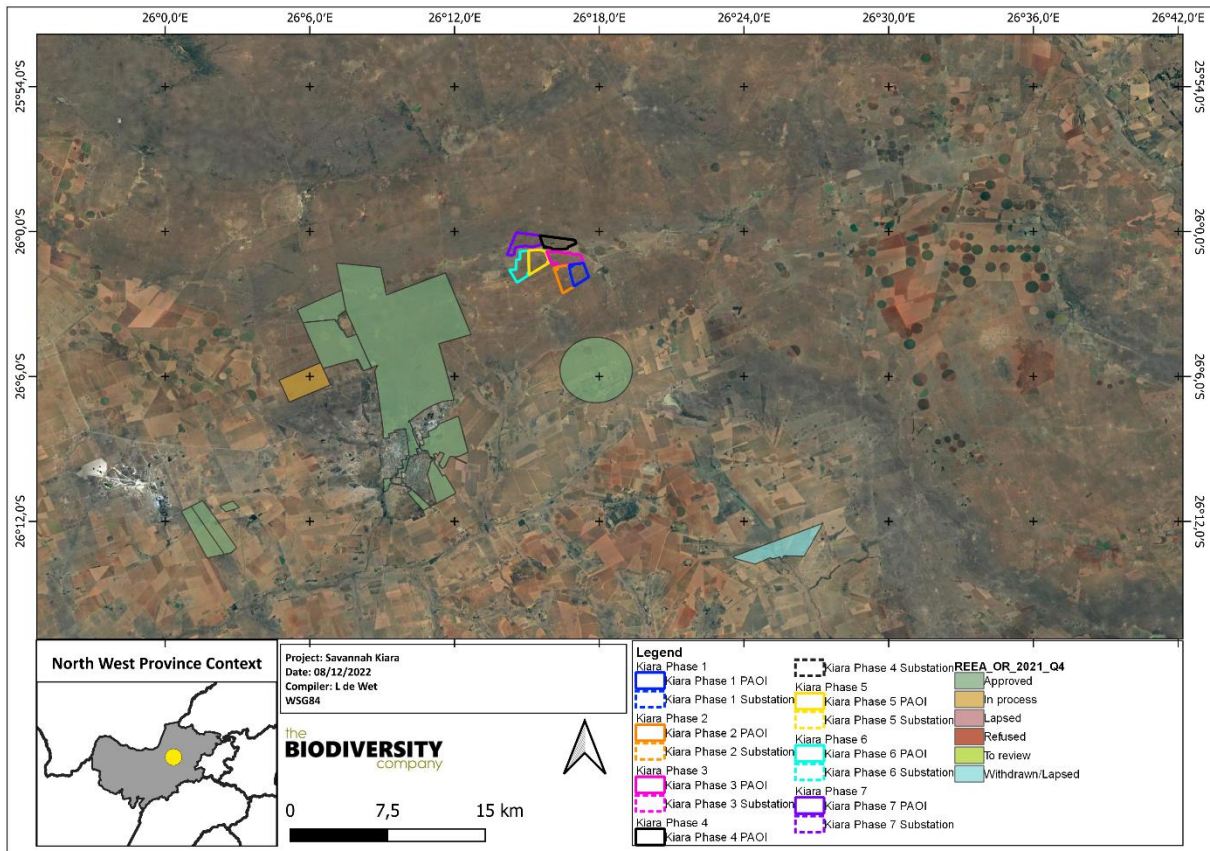 26°0,0'E 26°6,0'E 26°12,0'E 26°18,0'E 26°24,0'E 26°30,0'E 26°36,0'E 26°42,0'E
25°54,0'S 25°54,0'S
26°0,0'S 26°0,0'S
26°6,0'S 26°6,0'S
26°12,0'S 26°12,0'S
North West Province Context
Project: Savannah Kiara
Date: 08/12/2022
Compiler: L de Wet
WSG84
the
BIODIVERSITY
company
0 7,5 15 km
Legend
Kiara Phase 1
Kiara Phase 1 PAOI
Kiara Phase 1 Substation
Kiara Phase 2
Kiara Phase 2 PAOI
Kiara Phase 2 Substation
Kiara Phase 3
Kiara Phase 3 PAOI
Kiara Phase 3 Substation
Kiara Phase 4
Kiara Phase 4 PAOI
Kiara Phase 4 Substation
Kiara Phase 5
Kiara Phase 5 PAOI
Kiara Phase 5 Substation
Kiara Phase 6
Kiara Phase 6 PAOI
Kiara Phase 6 Substation
Kiara Phase 7
Kiara Phase 7 PAOI
Kiara Phase 7 Substation
REEA_OR_2021_Q4
Approved
In process
Lapsed
Refused
To review
Withdrawn/Lapsed